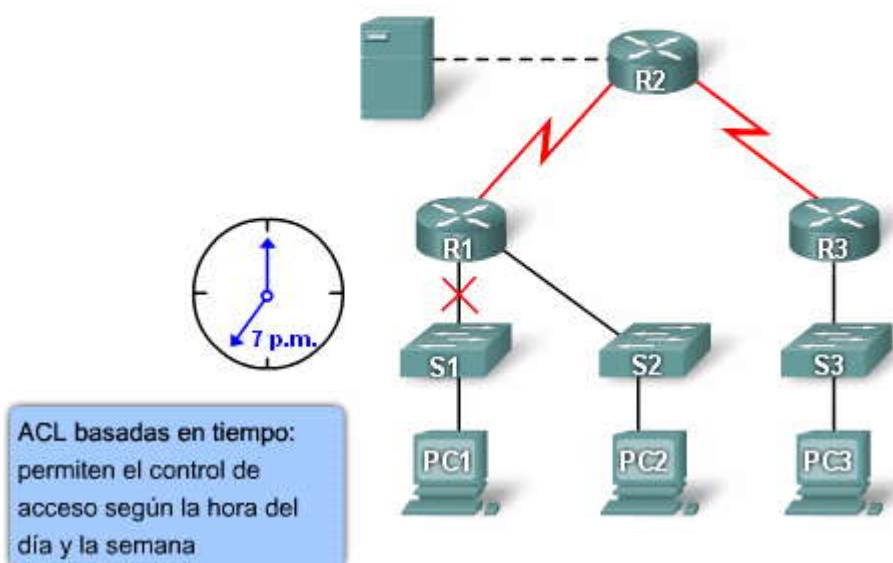 R2
R1
R3
7 p.m.
S1
S2
S3
PC1
PC2
PC3
ACL basadas en tiempo:
permiten el control de
acceso según la hora del
día y la semana